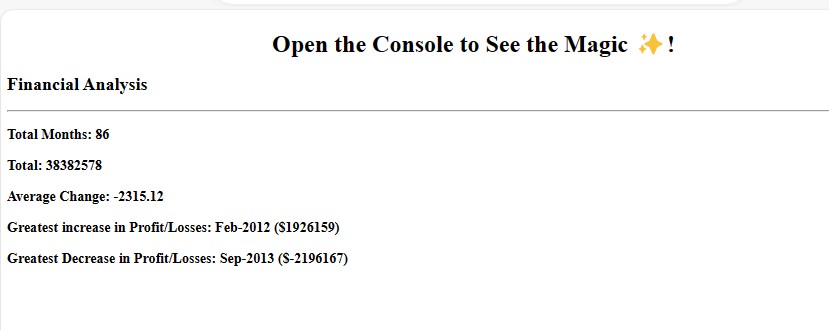 Open the Console to See the Magic ✨!
Financial Analysis
Total Months: 86
Total: 38382578
Average Change: -2315.12
Greatest increase in Profit/Losses: Feb-2012 ($1926159)
Greatest Decrease in Profit/Losses: Sep-2013 ($-2196167)